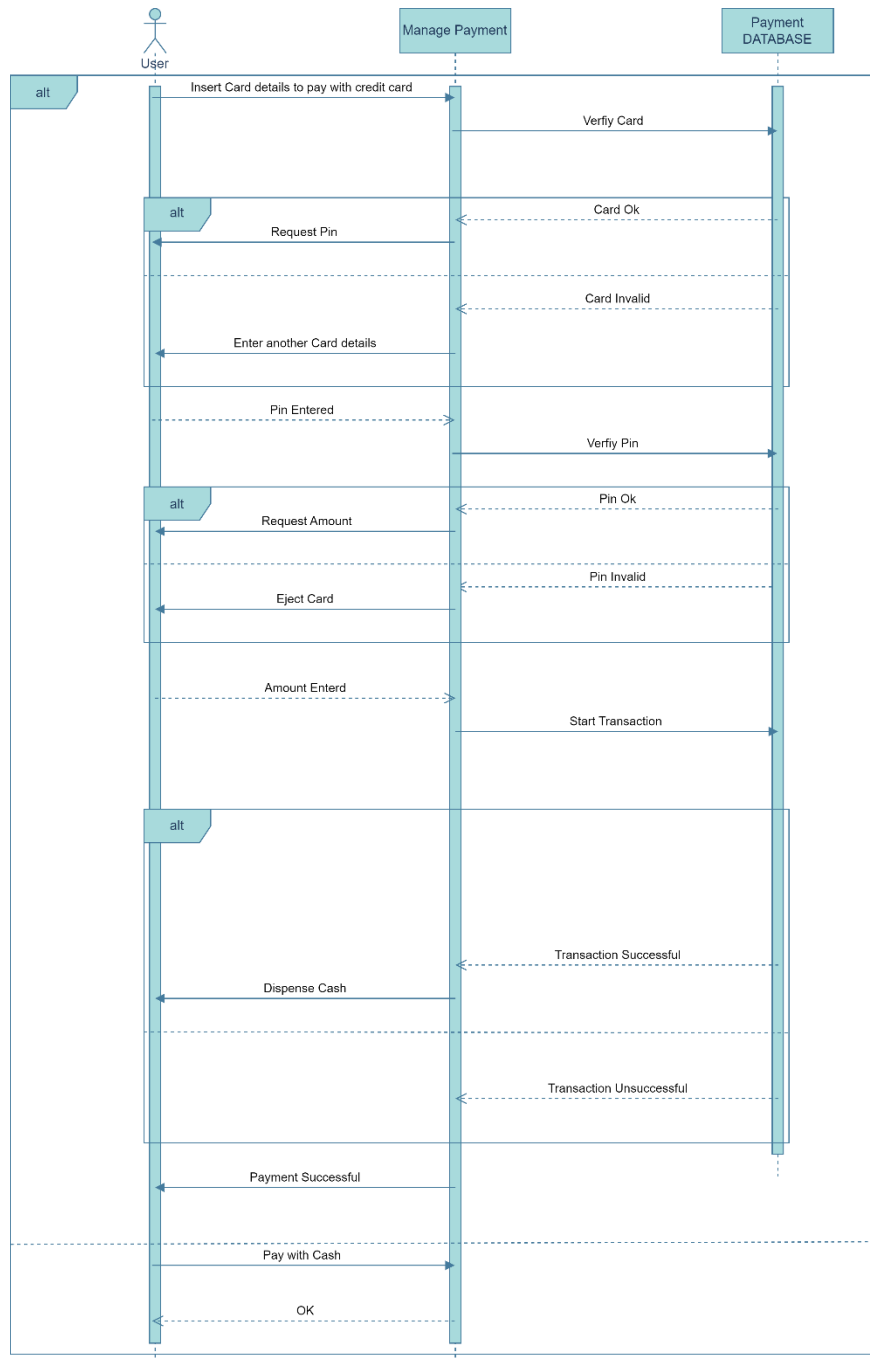 User
Manage Payment
Payment
DATABASE
alt
Insert Card details to pay with credit card
Verfiy Card
alt
Card Ok
Request Pin
Card Invalid
Enter another Card details
Pin Entered
Verfiy Pin
alt
Pin Ok
Request Amount
Pin Invalid
Eject Card
Amount Enterd
Start Transaction
alt
Transaction Successful
Dispense Cash
Transaction Unsuccessful
Payment Successful
Pay with Cash
OK